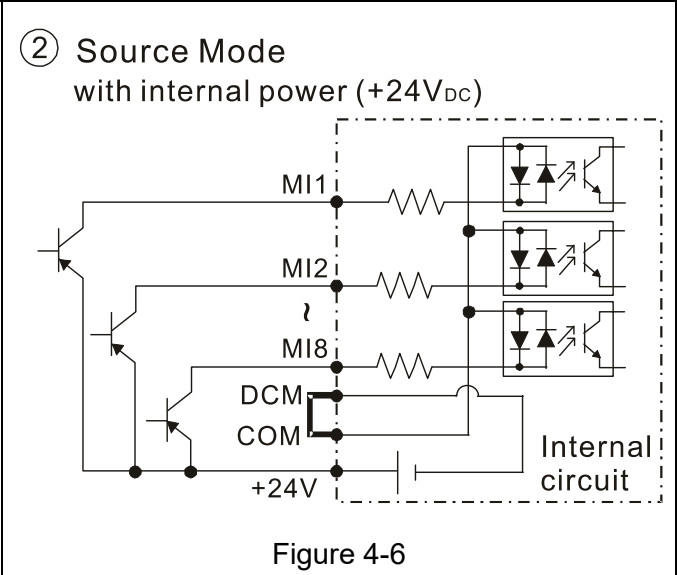 ② Source Mode
with internal power (+24VDC)
MI1
MI2
~
MI8
DCM
COM
+24V
Internal
circuit
Figure 4-6